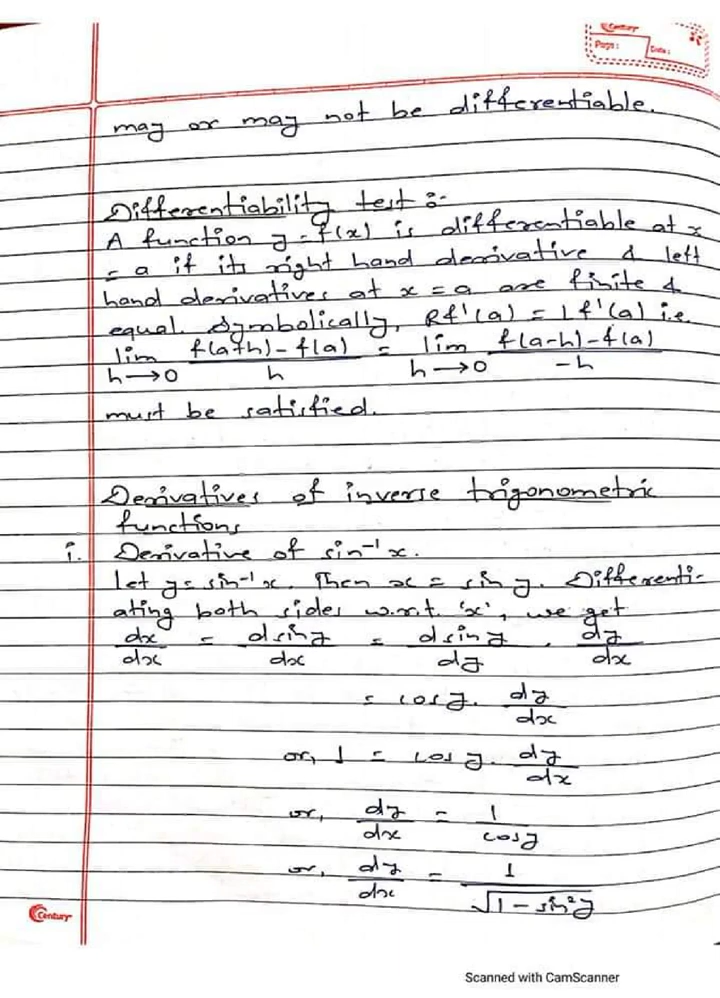 Century
Page: Date:
may or may not be differentiable.
Differentiability test :-
A function y = f(x) is differentiable at x
= a if its right hand derivative & left
hand derivatives at x = a are finite &
equal. Symbolically, Rf'(a) = Lf'(a) i.e.
lim h→0 f(a+h)-f(a)/h = lim h→0 f(a-h)-f(a)/-h
must be satisfied.
Derivatives of inverse trigonometric
functions
i. Derivative of sin⁻¹x.
Let y = sin⁻¹x. Then x = sin y. Differenti-
ating both sides w.r.t. 'x', we get
dx/dx = d sin y/dx = d sin y/dy . dy/dx
= cos y. dy/dx
or, 1 = cos y. dy/dx
or, dy/dx = 1/cos y
or, dy/dx = 1/√(1 - sin²y)
Century
Scanned with CamScanner